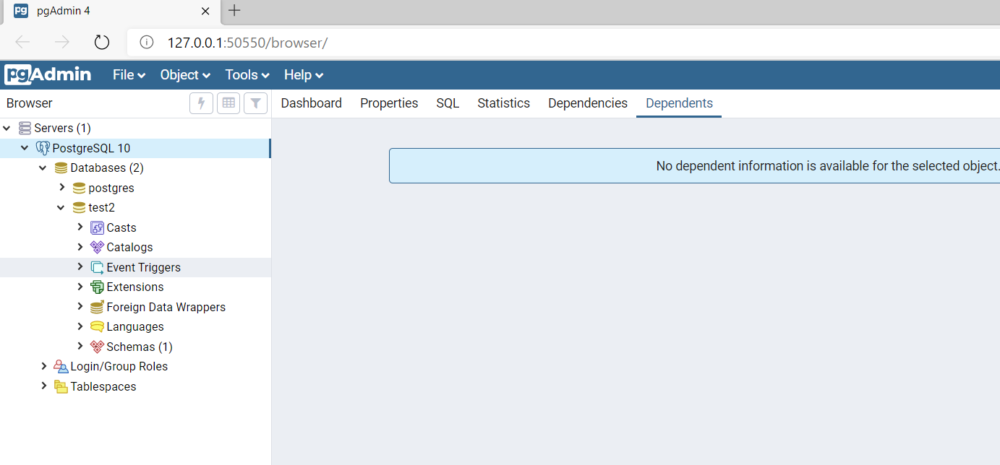 pg pgAdmin 4
127.0.0.1:50550/browser/
pgAdmin File Object Tools Help
Browser Dashboard Properties SQL Statistics Dependencies Dependents
Servers (1)
PostgreSQL 10
No dependent information is available for the selected object.
Databases (2)
postgres
test2
Casts
Catalogs
Event Triggers
Extensions
Foreign Data Wrappers
Languages
Schemas (1)
Login/Group Roles
Tablespaces